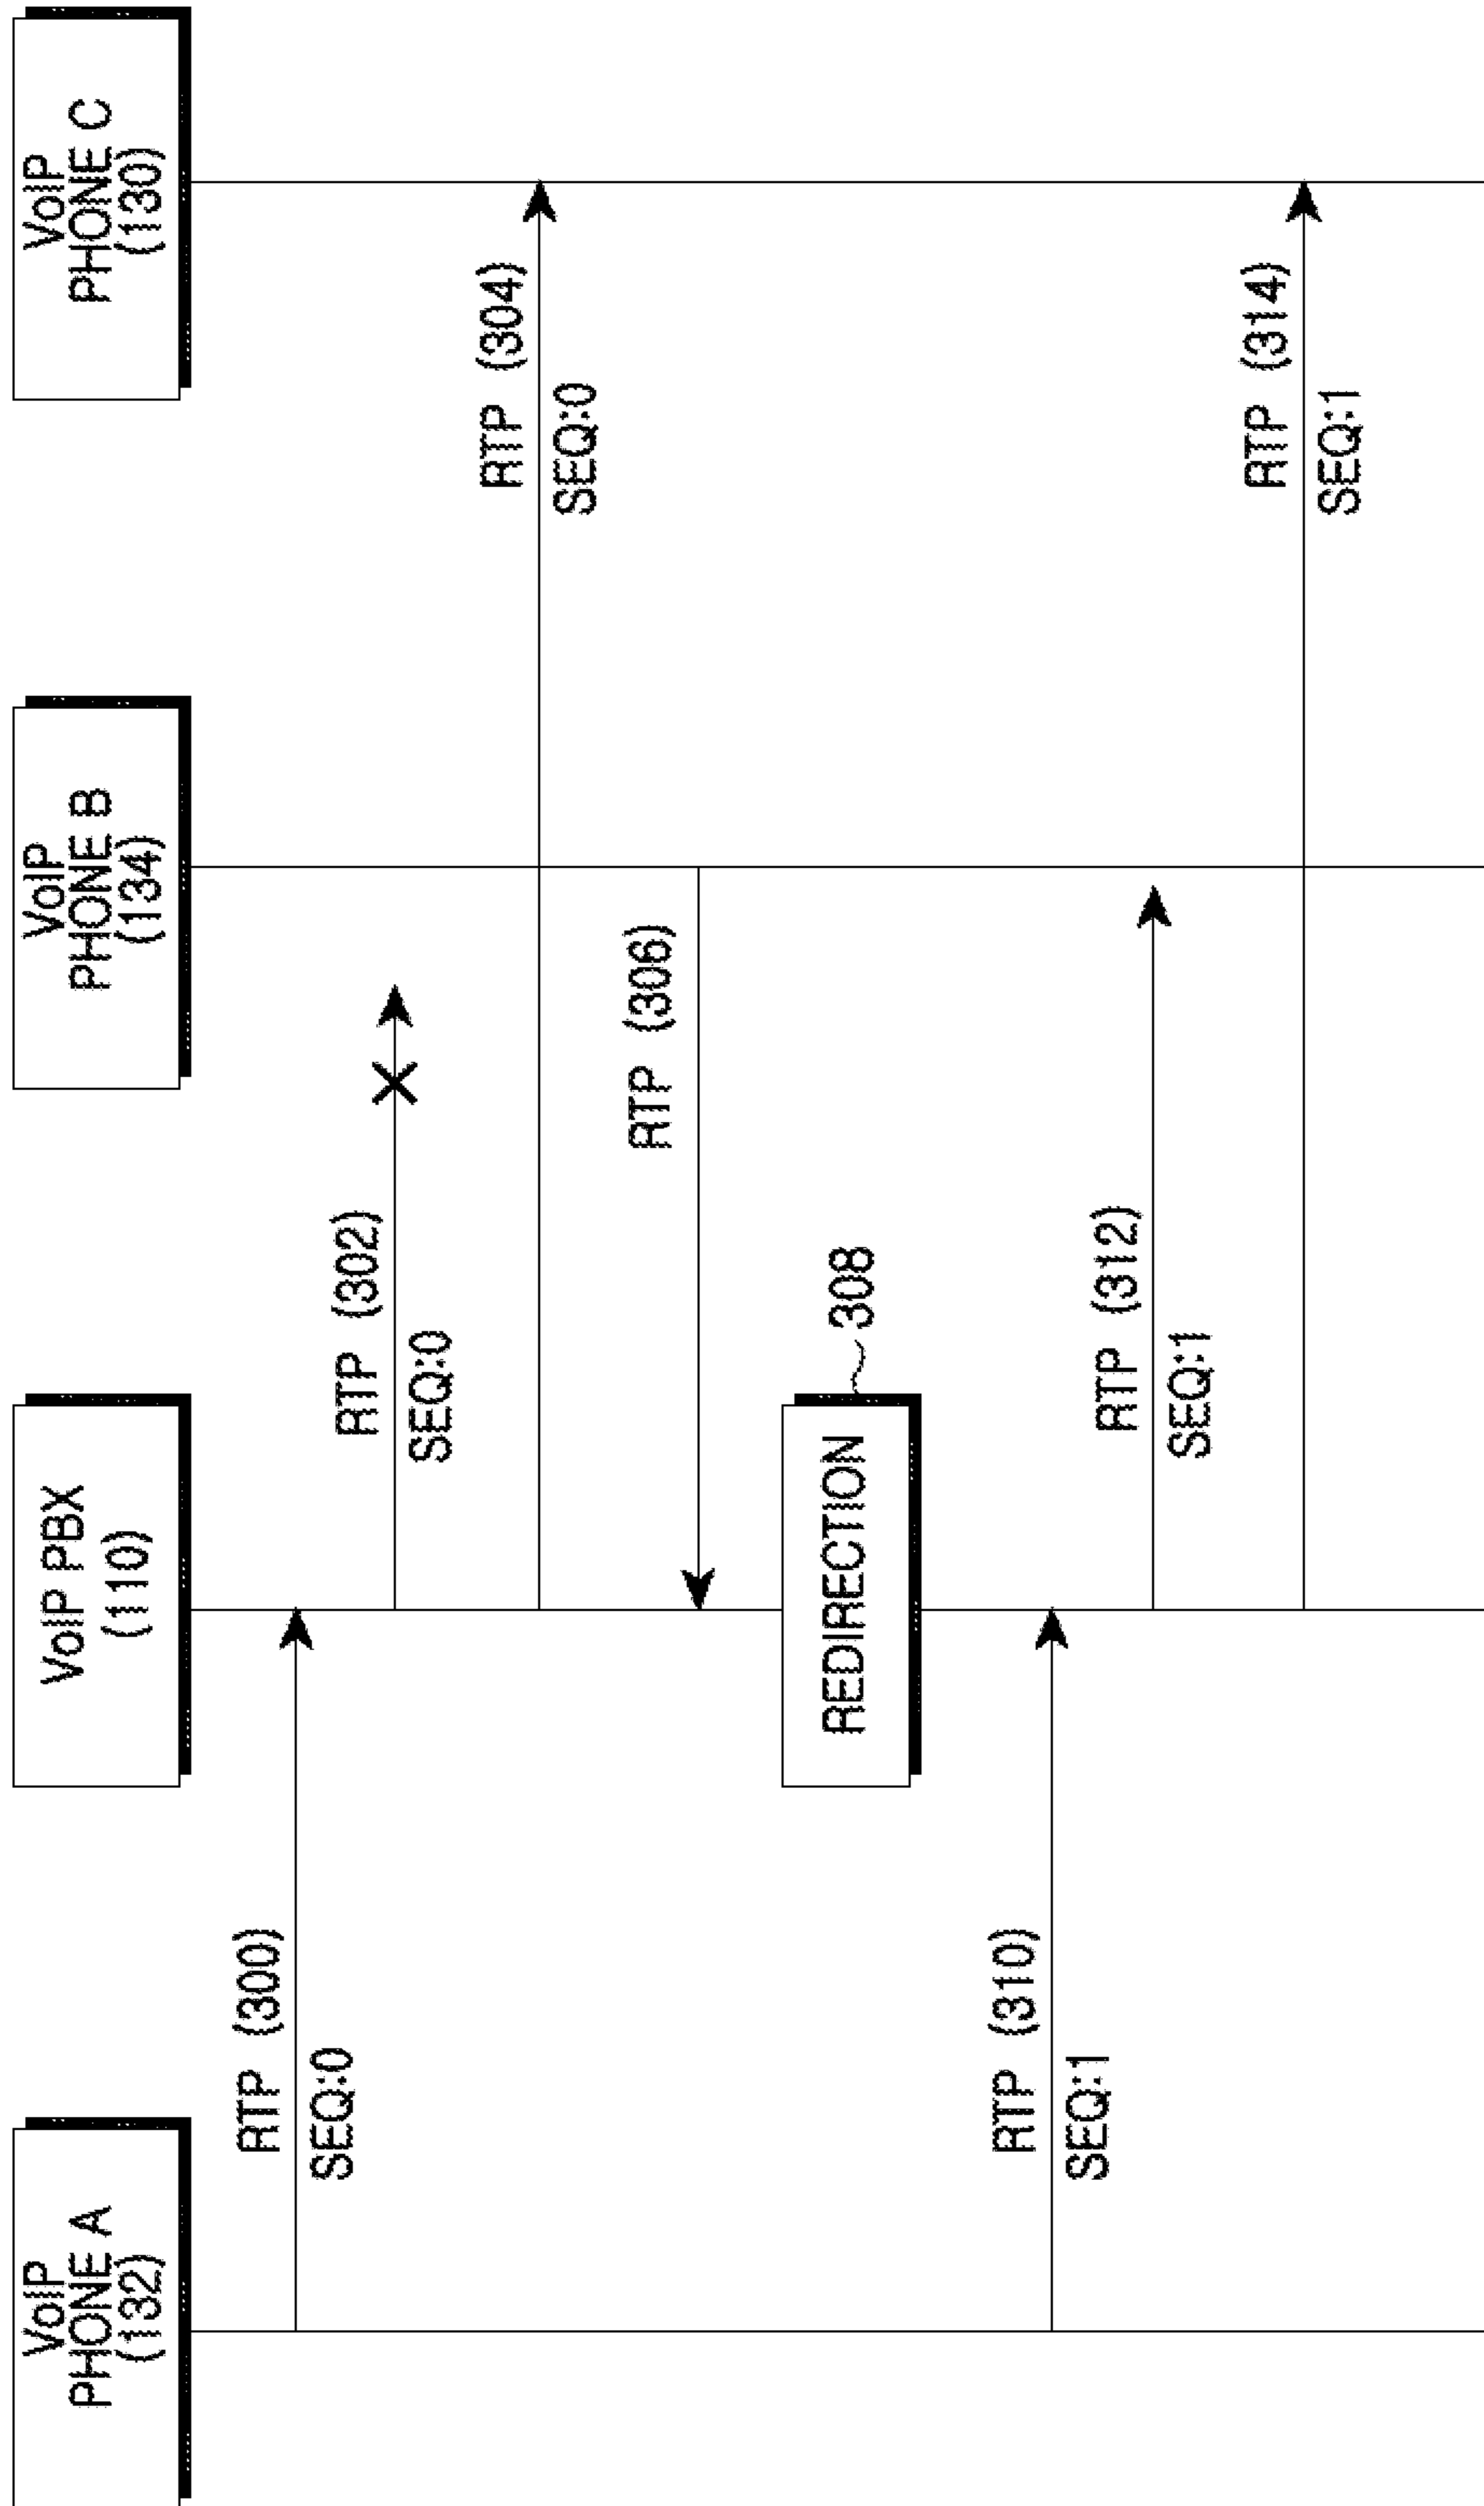 VoIP
PHONE A
(132)
VoIP PBX
(110)
VoIP
PHONE B
(134)
VoIP
PHONE C
(130)
RTP (300)
SEQ:0
RTP (302)
SEQ:0
RTP (304)
SEQ:0
RTP (306)
REDIRECTION
308
RTP (310)
SEQ:1
RTP (312)
SEQ:1
RTP (314)
SEQ:1